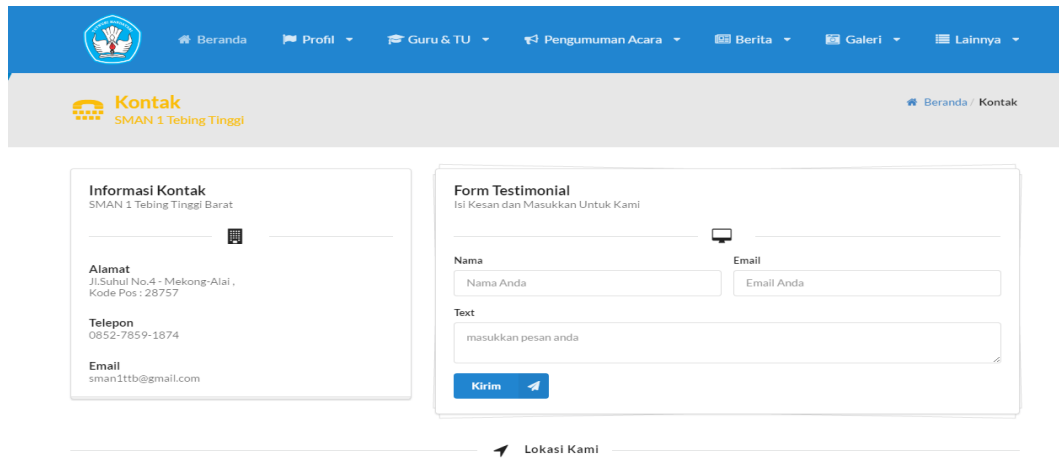 Beranda Profil Guru & TU Pengumuman Acara Berita Galeri Lainnya
Kontak
SMAN 1 Tebing Tinggi
Beranda / Kontak
Informasi Kontak
SMAN 1 Tebing Tinggi Barat
Alamat
Jl.Suhul No.4 - Mekong-Alai ,
Kode Pos : 28757
Telepon
0852-7859-1874
Email
sman1ttb@gmail.com
Form Testimonial
Isi Kesan dan Masukkan Untuk Kami
Nama Email
Nama Anda Email Anda
Text
masukkan pesan anda
Kirim
Lokasi Kami